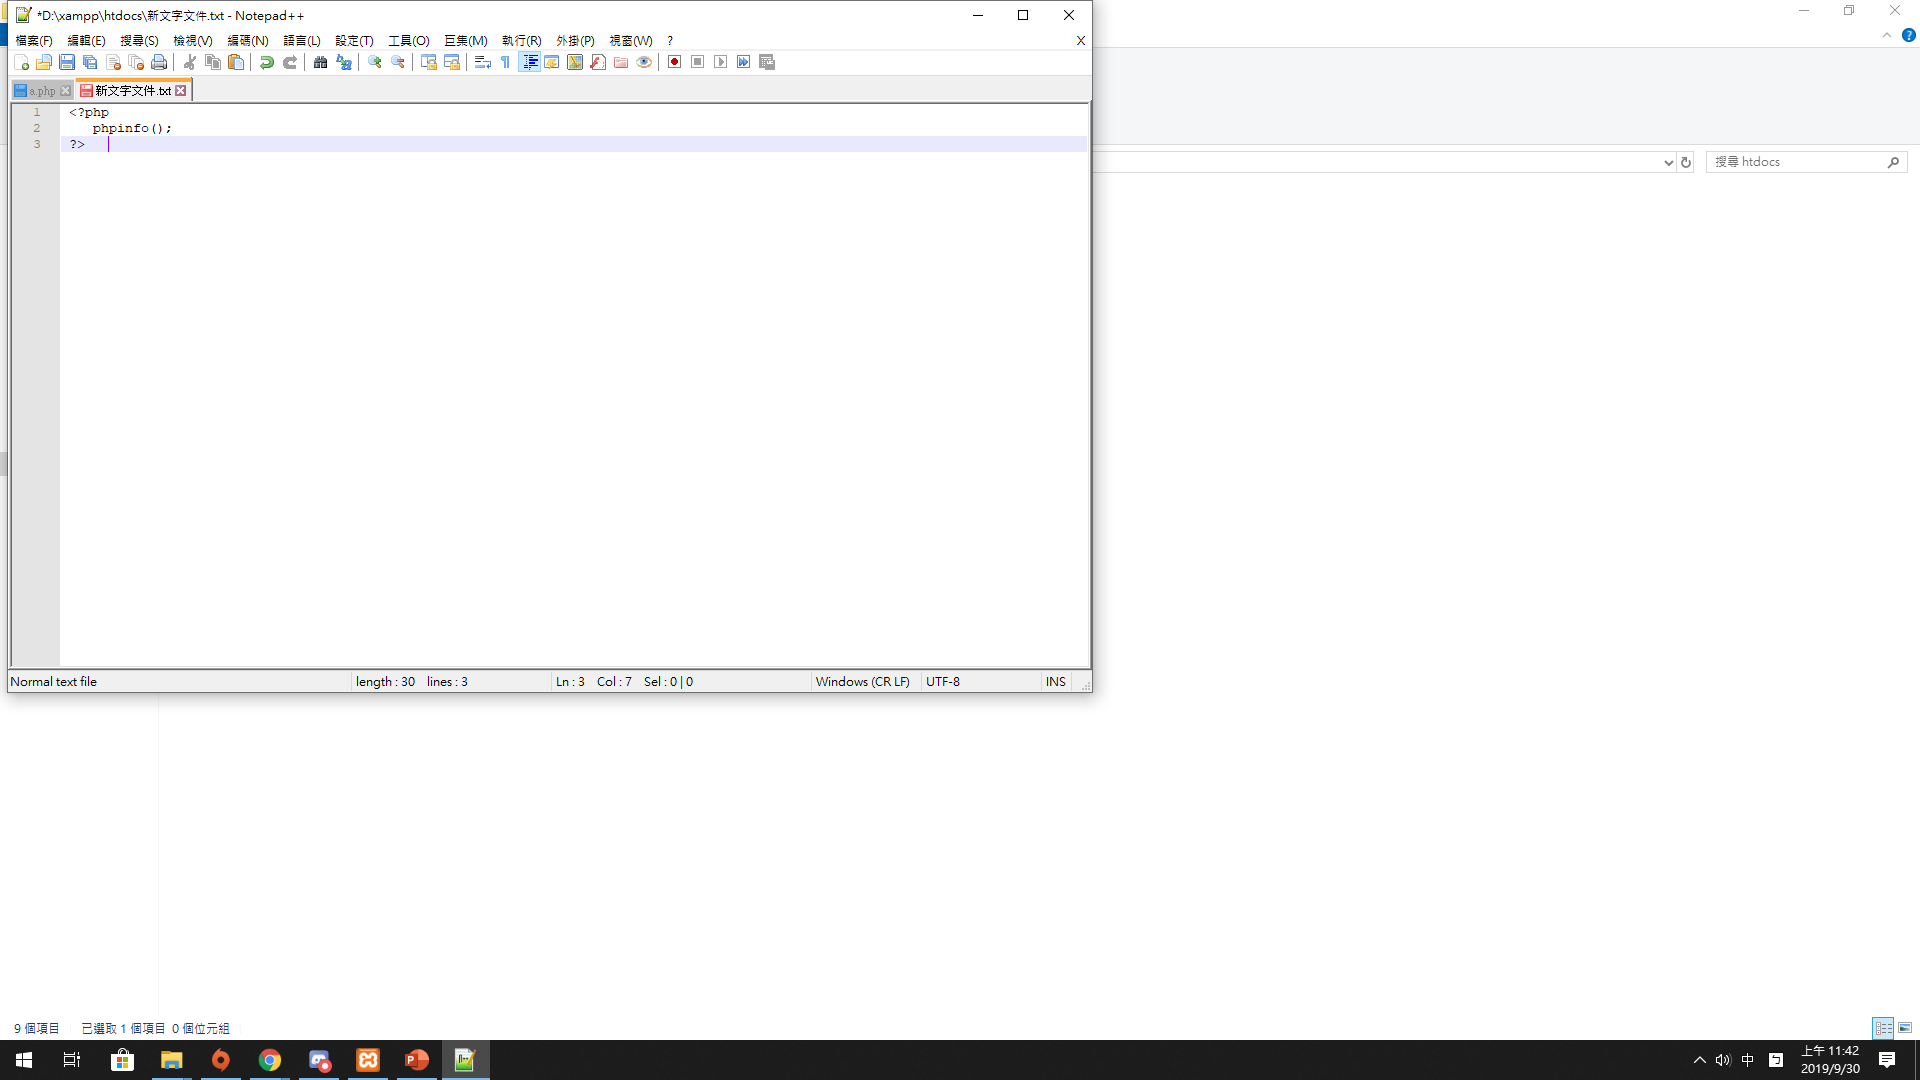 *D:\xampp\htdocs\新文字文件.txt - Notepad++
檔案(F) 編輯(E) 搜尋(S) 檢視(V) 編碼(N) 語言(L) 設定(T) 工具(O) 巨集(M) 執行(R) 外掛(P) 視窗(W) ? X
a.php 新文字文件.txt
1 <?php
2 phpinfo();
3 ?>
搜尋 htdocs
Normal text file length : 30 lines : 3 Ln : 3 Col : 7 Sel : 0 | 0 Windows (CR LF) UTF-8 INS
9 個項目 已選取 1 個項目 0 個位元組
中 上午 11:42
2019/9/30